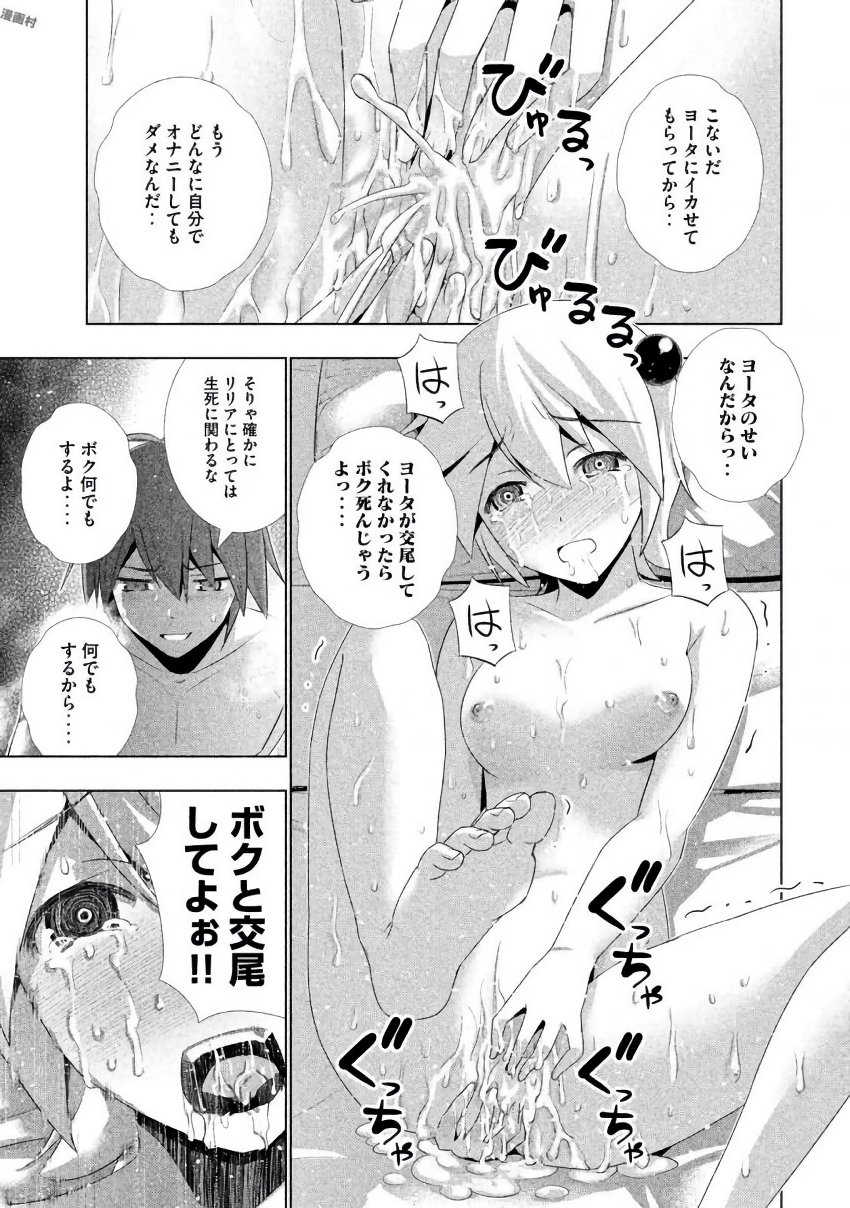 漫画村
こないだ
ヨータにイカせて
もらってから‥
びゅるっ
もう
どんなに自分で
オナニーしても
ダメなんだ‥
びゅるるっ
ヨータのせい
なんだからっ‥
はっ
はっ
はっ
ヨータが交尾して
くれなかったら
ボク死んじゃう
よっ‥‥
ぐっちゃ
ぐっちゃ
ぐっちゃ
そりゃ確かに
リリアにとっては
生死に関わるな
ボク何でも
するよ‥‥
何でも
するから‥‥
ボクと交尾
してよぉ!!